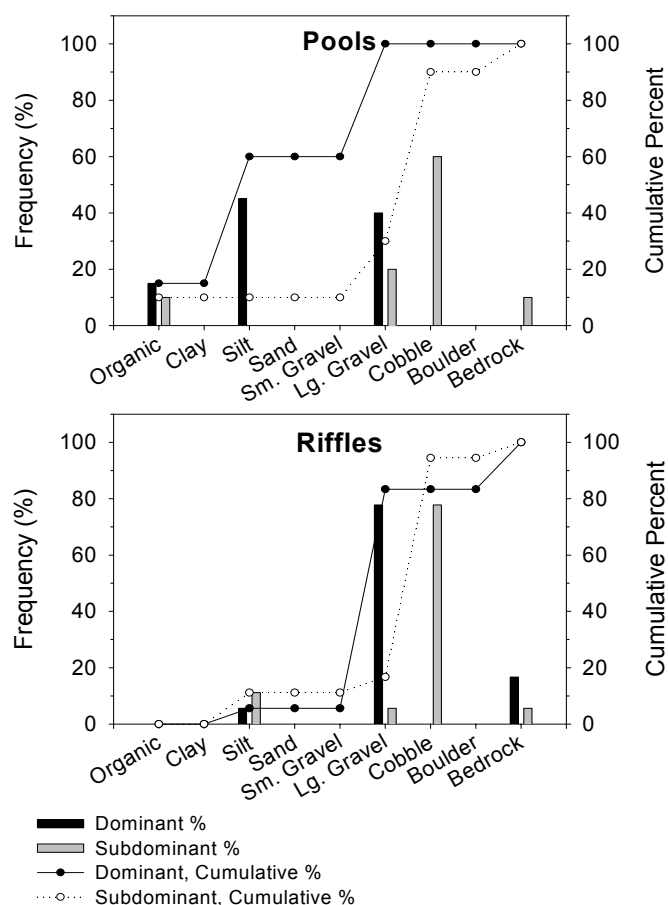 Pools
Frequency (%)
Cumulative Percent
100
80
60
40
20
0
100
80
60
40
20
0
Organic
Clay
Silt
Sand
Sm. Gravel
Lg. Gravel
Cobble
Boulder
Bedrock
Riffles
Frequency (%)
Cumulative Percent
100
80
60
40
20
0
100
80
60
40
20
0
Organic
Clay
Silt
Sand
Sm. Gravel
Lg. Gravel
Cobble
Boulder
Bedrock
Dominant %
Subdominant %
Dominant, Cumulative %
Subdominant, Cumulative %